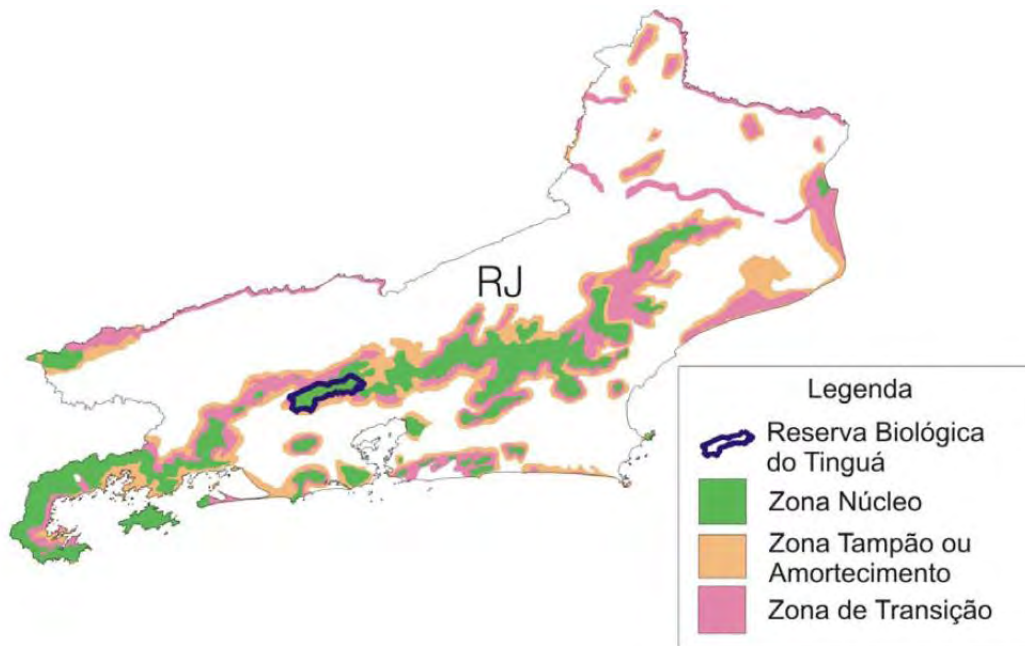 RJ
Legenda
Reserva Biológica
do Tinguá
Zona Núcleo
Zona Tampão ou
Amortecimento
Zona de Transição